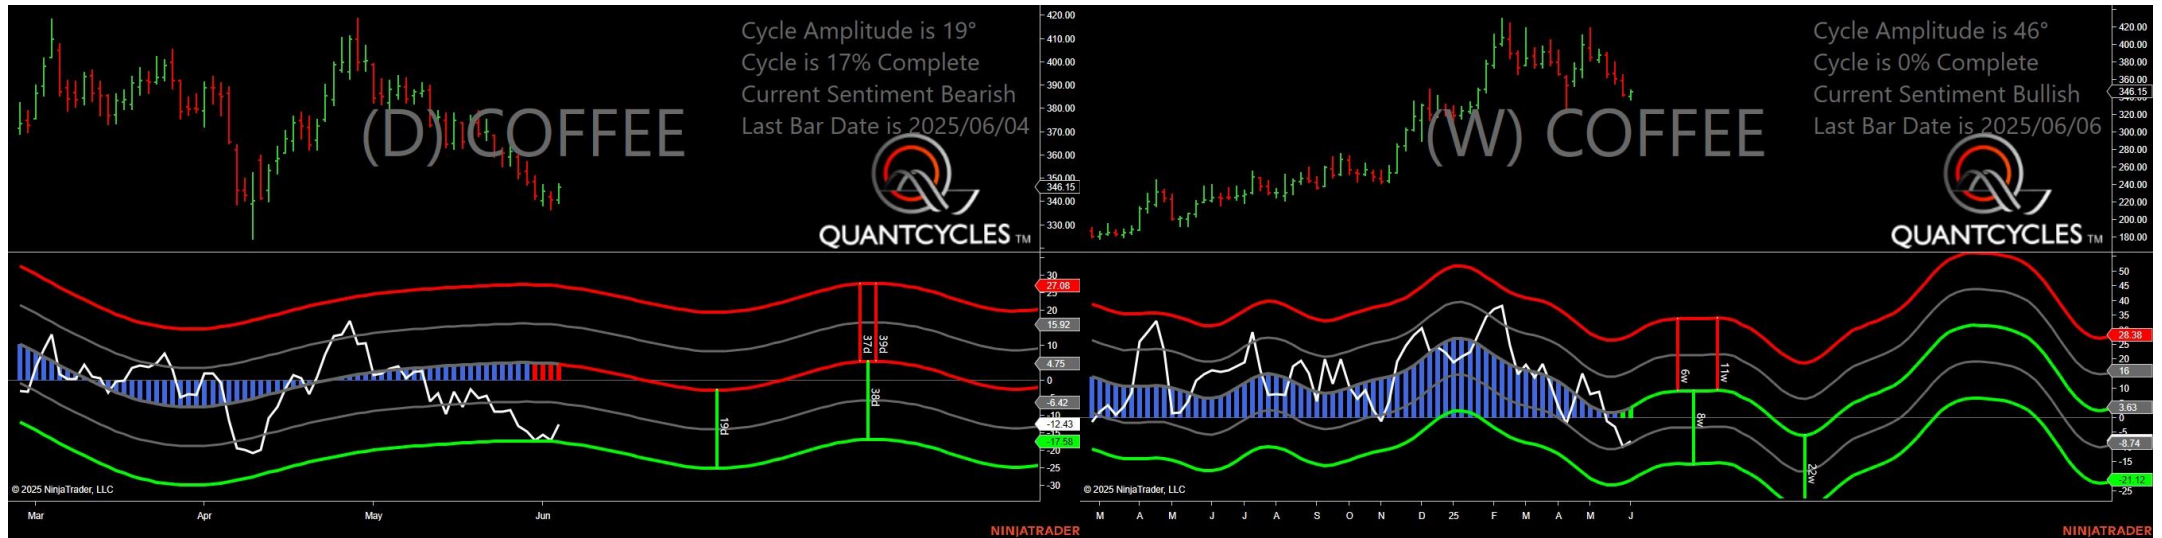 Cycle Amplitude is 19°
Cycle is 17% Complete
Current Sentiment Bearish
Last Bar Date is 2025/06/04
(D) COFFEE
QUANTCYCLES TM
420.00
410.00
400.00
390.00
380.00
370.00
360.00
350.00
346.15
340.00
330.00
30
27.08
25
20
15.92
10
4.75
0
-6.42
-10
-12.43
-17.58
-20
-25
-30
37d
39d
38d
19d
© 2025 NinjaTrader, LLC
Mar
Apr
May
Jun
NINJATRADER
Cycle Amplitude is 46°
Cycle is 0% Complete
Current Sentiment Bullish
Last Bar Date is 2025/06/06
(W) COFFEE
QUANTCYCLES TM
420.00
400.00
380.00
360.00
346.15
320.00
300.00
280.00
260.00
240.00
220.00
200.00
180.00
50
45
40
35
28.38
25
20
16
10
3.63
0
-5
-8.74
-15
-21.12
-25
6w
11w
8w
22w
© 2025 NinjaTrader, LLC
M A M J J A S O N D 25 F M A M J
NINJATRADER